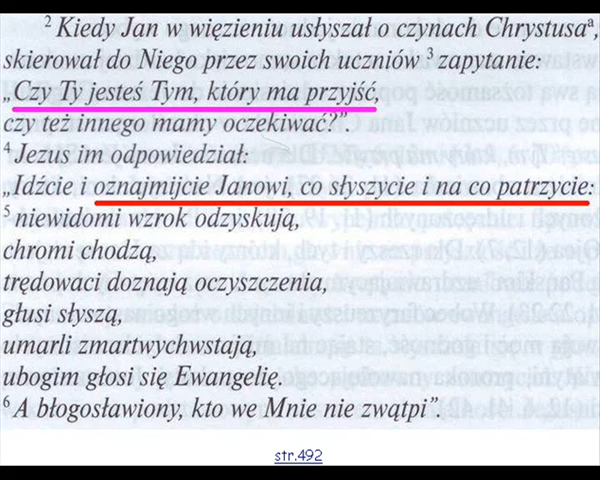 ² Kiedy Jan w więzieniu usłyszał o czynach Chrystusaᵃ,
skierował do Niego przez swoich uczniów ³ zapytanie:
„Czy Ty jesteś Tym, który ma przyjść,
czy też innego mamy oczekiwać?”.
⁴ Jezus im odpowiedział:
„Idźcie i oznajmijcie Janowi, co słyszycie i na co patrzycie:
⁵ niewidomi wzrok odzyskują,
chromi chodzą,
trędowaci doznają oczyszczenia,
głusi słyszą,
umarli zmartwychwstają,
ubogim głosi się Ewangelię.
⁶ A błogosławiony, kto we Mnie nie zwątpi”.
str.492